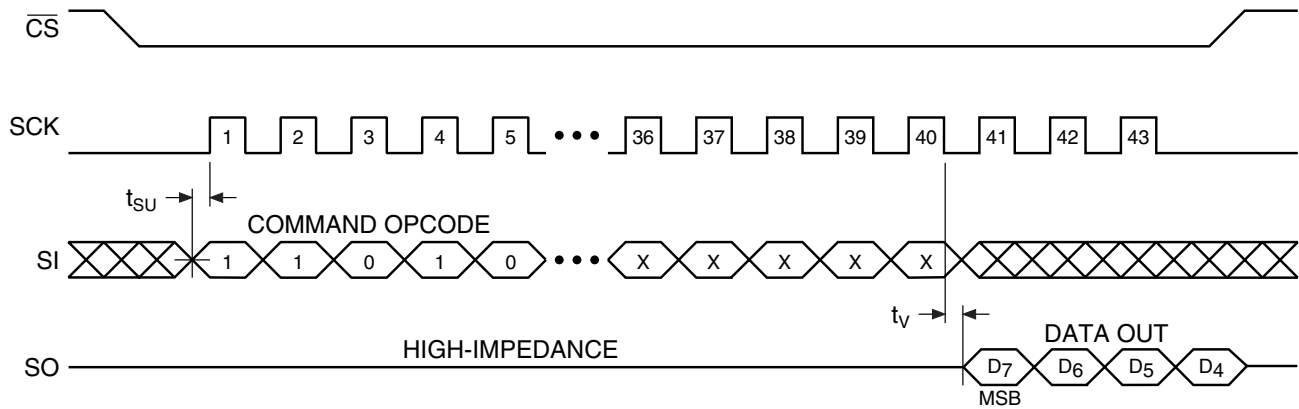 CS
SCK 1 2 3 4 5 ••• 36 37 38 39 40 41 42 43
tSU
COMMAND OPCODE
SI 1 1 0 1 0 ••• X X X X X
tV
HIGH-IMPEDANCE DATA OUT
SO D7 D6 D5 D4
MSB